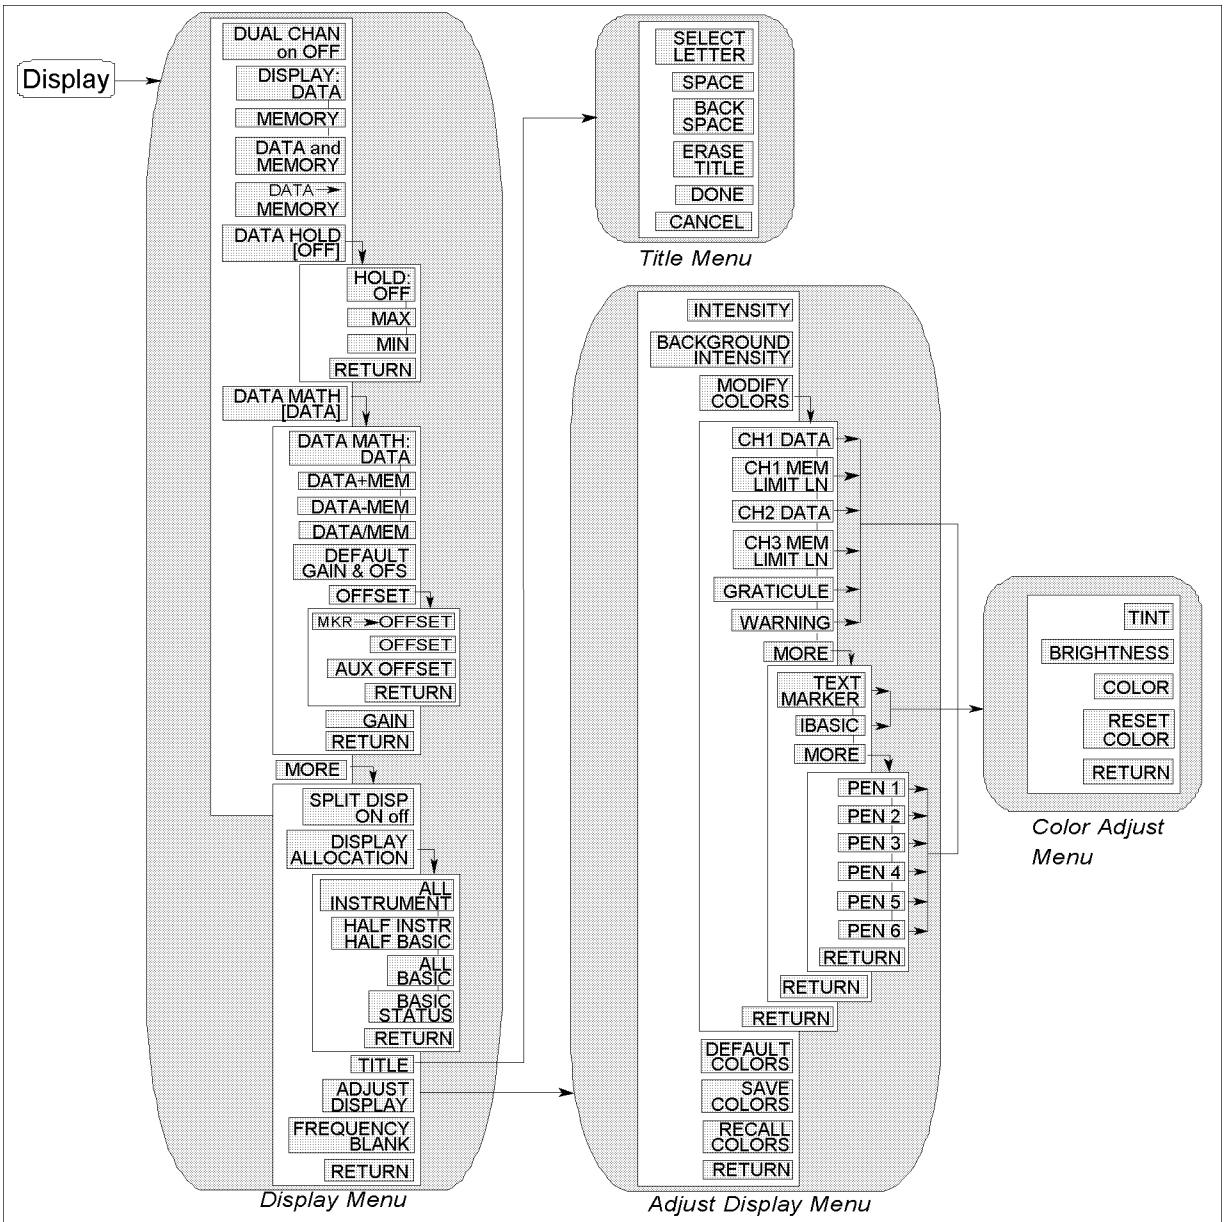 Display
DUAL CHAN
on OFF
DISPLAY:
DATA
MEMORY
DATA and
MEMORY
DATA→
MEMORY
DATA HOLD
[OFF]
HOLD:
OFF
MAX
MIN
RETURN
DATA MATH
[DATA]
DATA MATH:
DATA
DATA+MEM
DATA-MEM
DATA/MEM
DEFAULT
GAIN & OFS
OFFSET
MKR→OFFSET
OFFSET
AUX OFFSET
RETURN
GAIN
RETURN
MORE
SPLIT DISP
ON off
DISPLAY
ALLOCATION
ALL
INSTRUMENT
HALF INSTR
HALF BASIC
ALL
BASIC
BASIC
STATUS
RETURN
TITLE
ADJUST
DISPLAY
FREQUENCY
BLANK
RETURN
Display Menu
SELECT
LETTER
SPACE
BACK
SPACE
ERASE
TITLE
DONE
CANCEL
Title Menu
INTENSITY
BACKGROUND
INTENSITY
MODIFY
COLORS
CH1 DATA
CH1 MEM
LIMIT LN
CH2 DATA
CH3 MEM
LIMIT LN
GRATICULE
WARNING
MORE
TEXT
MARKER
IBASIC
MORE
PEN 1
PEN 2
PEN 3
PEN 4
PEN 5
PEN 6
RETURN
RETURN
RETURN
DEFAULT
COLORS
SAVE
COLORS
RECALL
COLORS
RETURN
Adjust Display Menu
TINT
BRIGHTNESS
COLOR
RESET
COLOR
RETURN
Color Adjust
Menu